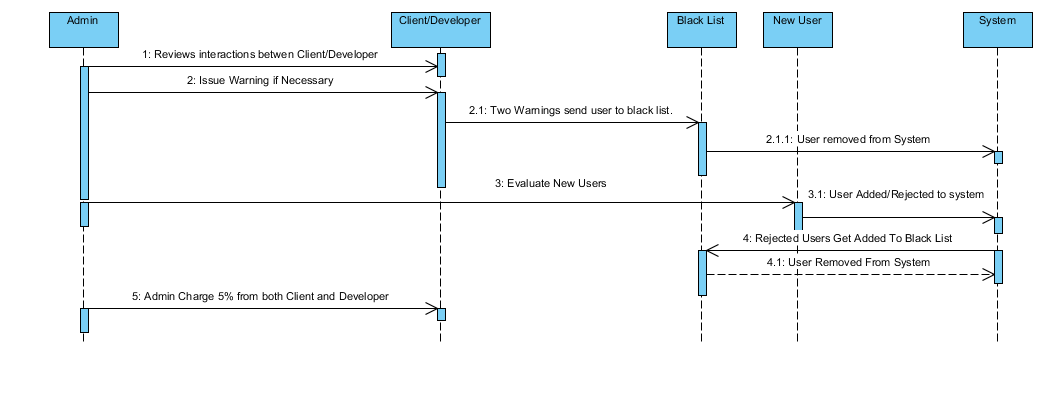 Admin
Client/Developer
Black List
New User
System
1: Reviews interactions betwen Client/Developer
2: Issue Warning if Necessary
2.1: Two Warnings send user to black list.
2.1.1: User removed from System
3: Evaluate New Users
3.1: User Added/Rejected to system
4: Rejected Users Get Added To Black List
4.1: User Removed From System
5: Admin Charge 5% from both Client and Developer